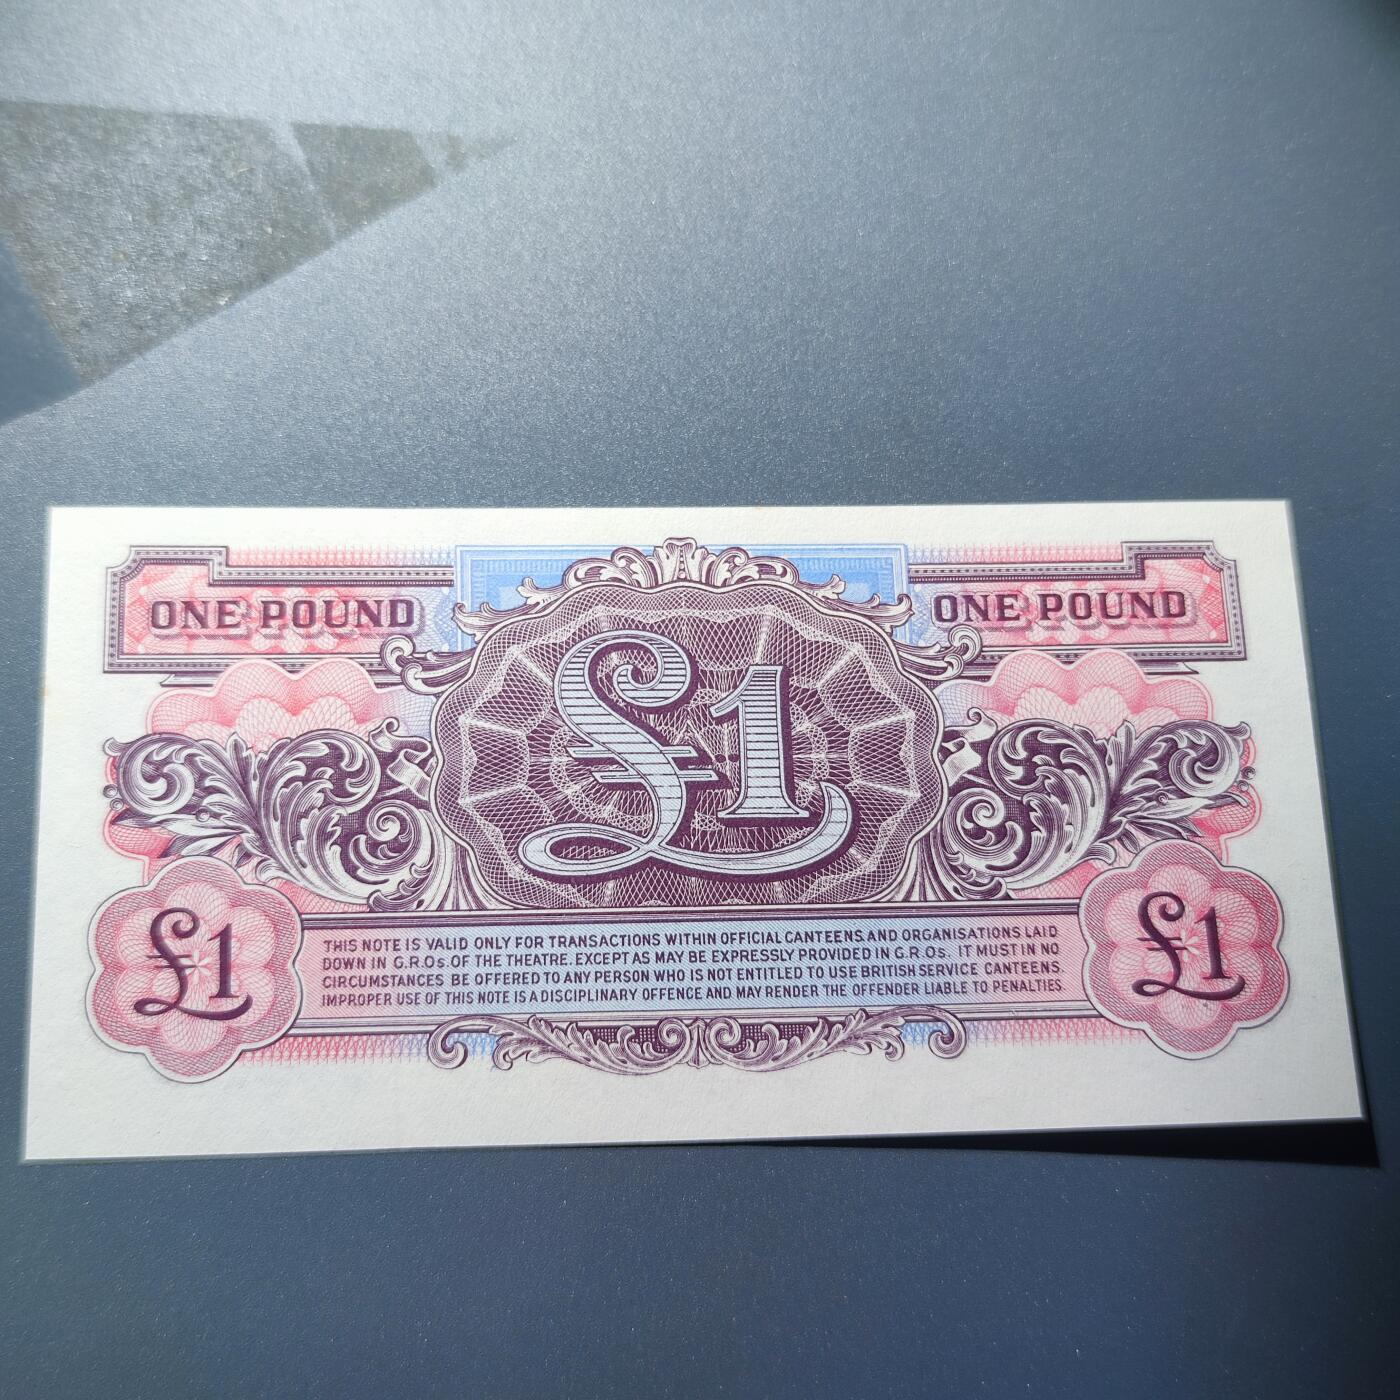 ONE POUND
ONE POUND
£1
£1
THIS NOTE IS VALID ONLY FOR TRANSACTIONS WITHIN OFFICIAL CANTEENS AND ORGANISATIONS LAID
DOWN IN G.R.Os. OF THE THEATRE. EXCEPT AS MAY BE EXPRESSLY PROVIDED IN G.R.Os. IT MUST IN NO
CIRCUMSTANCES BE OFFERED TO ANY PERSON WHO IS NOT ENTITLED TO USE BRITISH SERVICE CANTEENS.
IMPROPER USE OF THIS NOTE IS A DISCIPLINARY OFFENCE AND MAY RENDER THE OFFENDER LIABLE TO PENALTIES.
£1